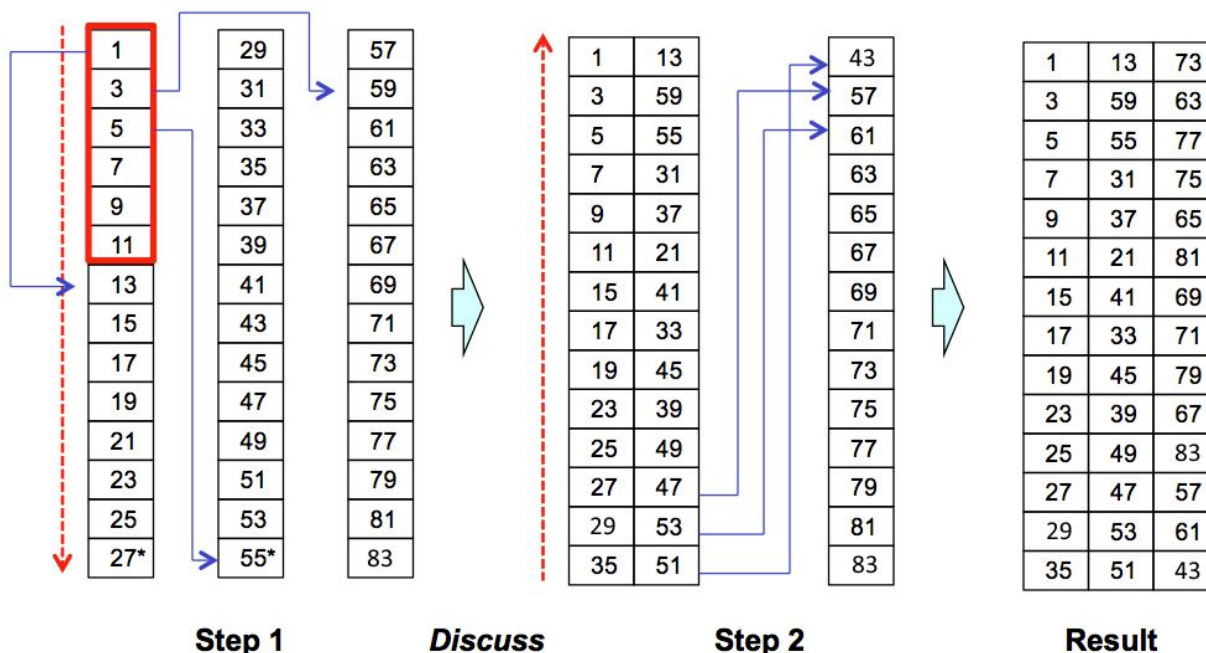 1 29 57 1 13 43 1 13 73
3 31 59 3 59 57 3 59 63
5 33 61 5 55 61 5 55 77
7 35 63 7 31 63 7 31 75
9 37 65 9 37 65 9 37 65
11 39 67 11 21 67 11 21 81
13 41 69 15 41 69 15 41 69
15 43 71 17 33 71 17 33 71
17 45 73 19 45 73 19 45 79
19 47 75 23 39 75 23 39 67
21 49 77 25 49 77 25 49 83
23 51 79 27 47 79 27 47 57
25 53 81 29 53 81 29 53 61
27* 55* 83 35 51 83 35 51 43
Step 1 Discuss Step 2 Result